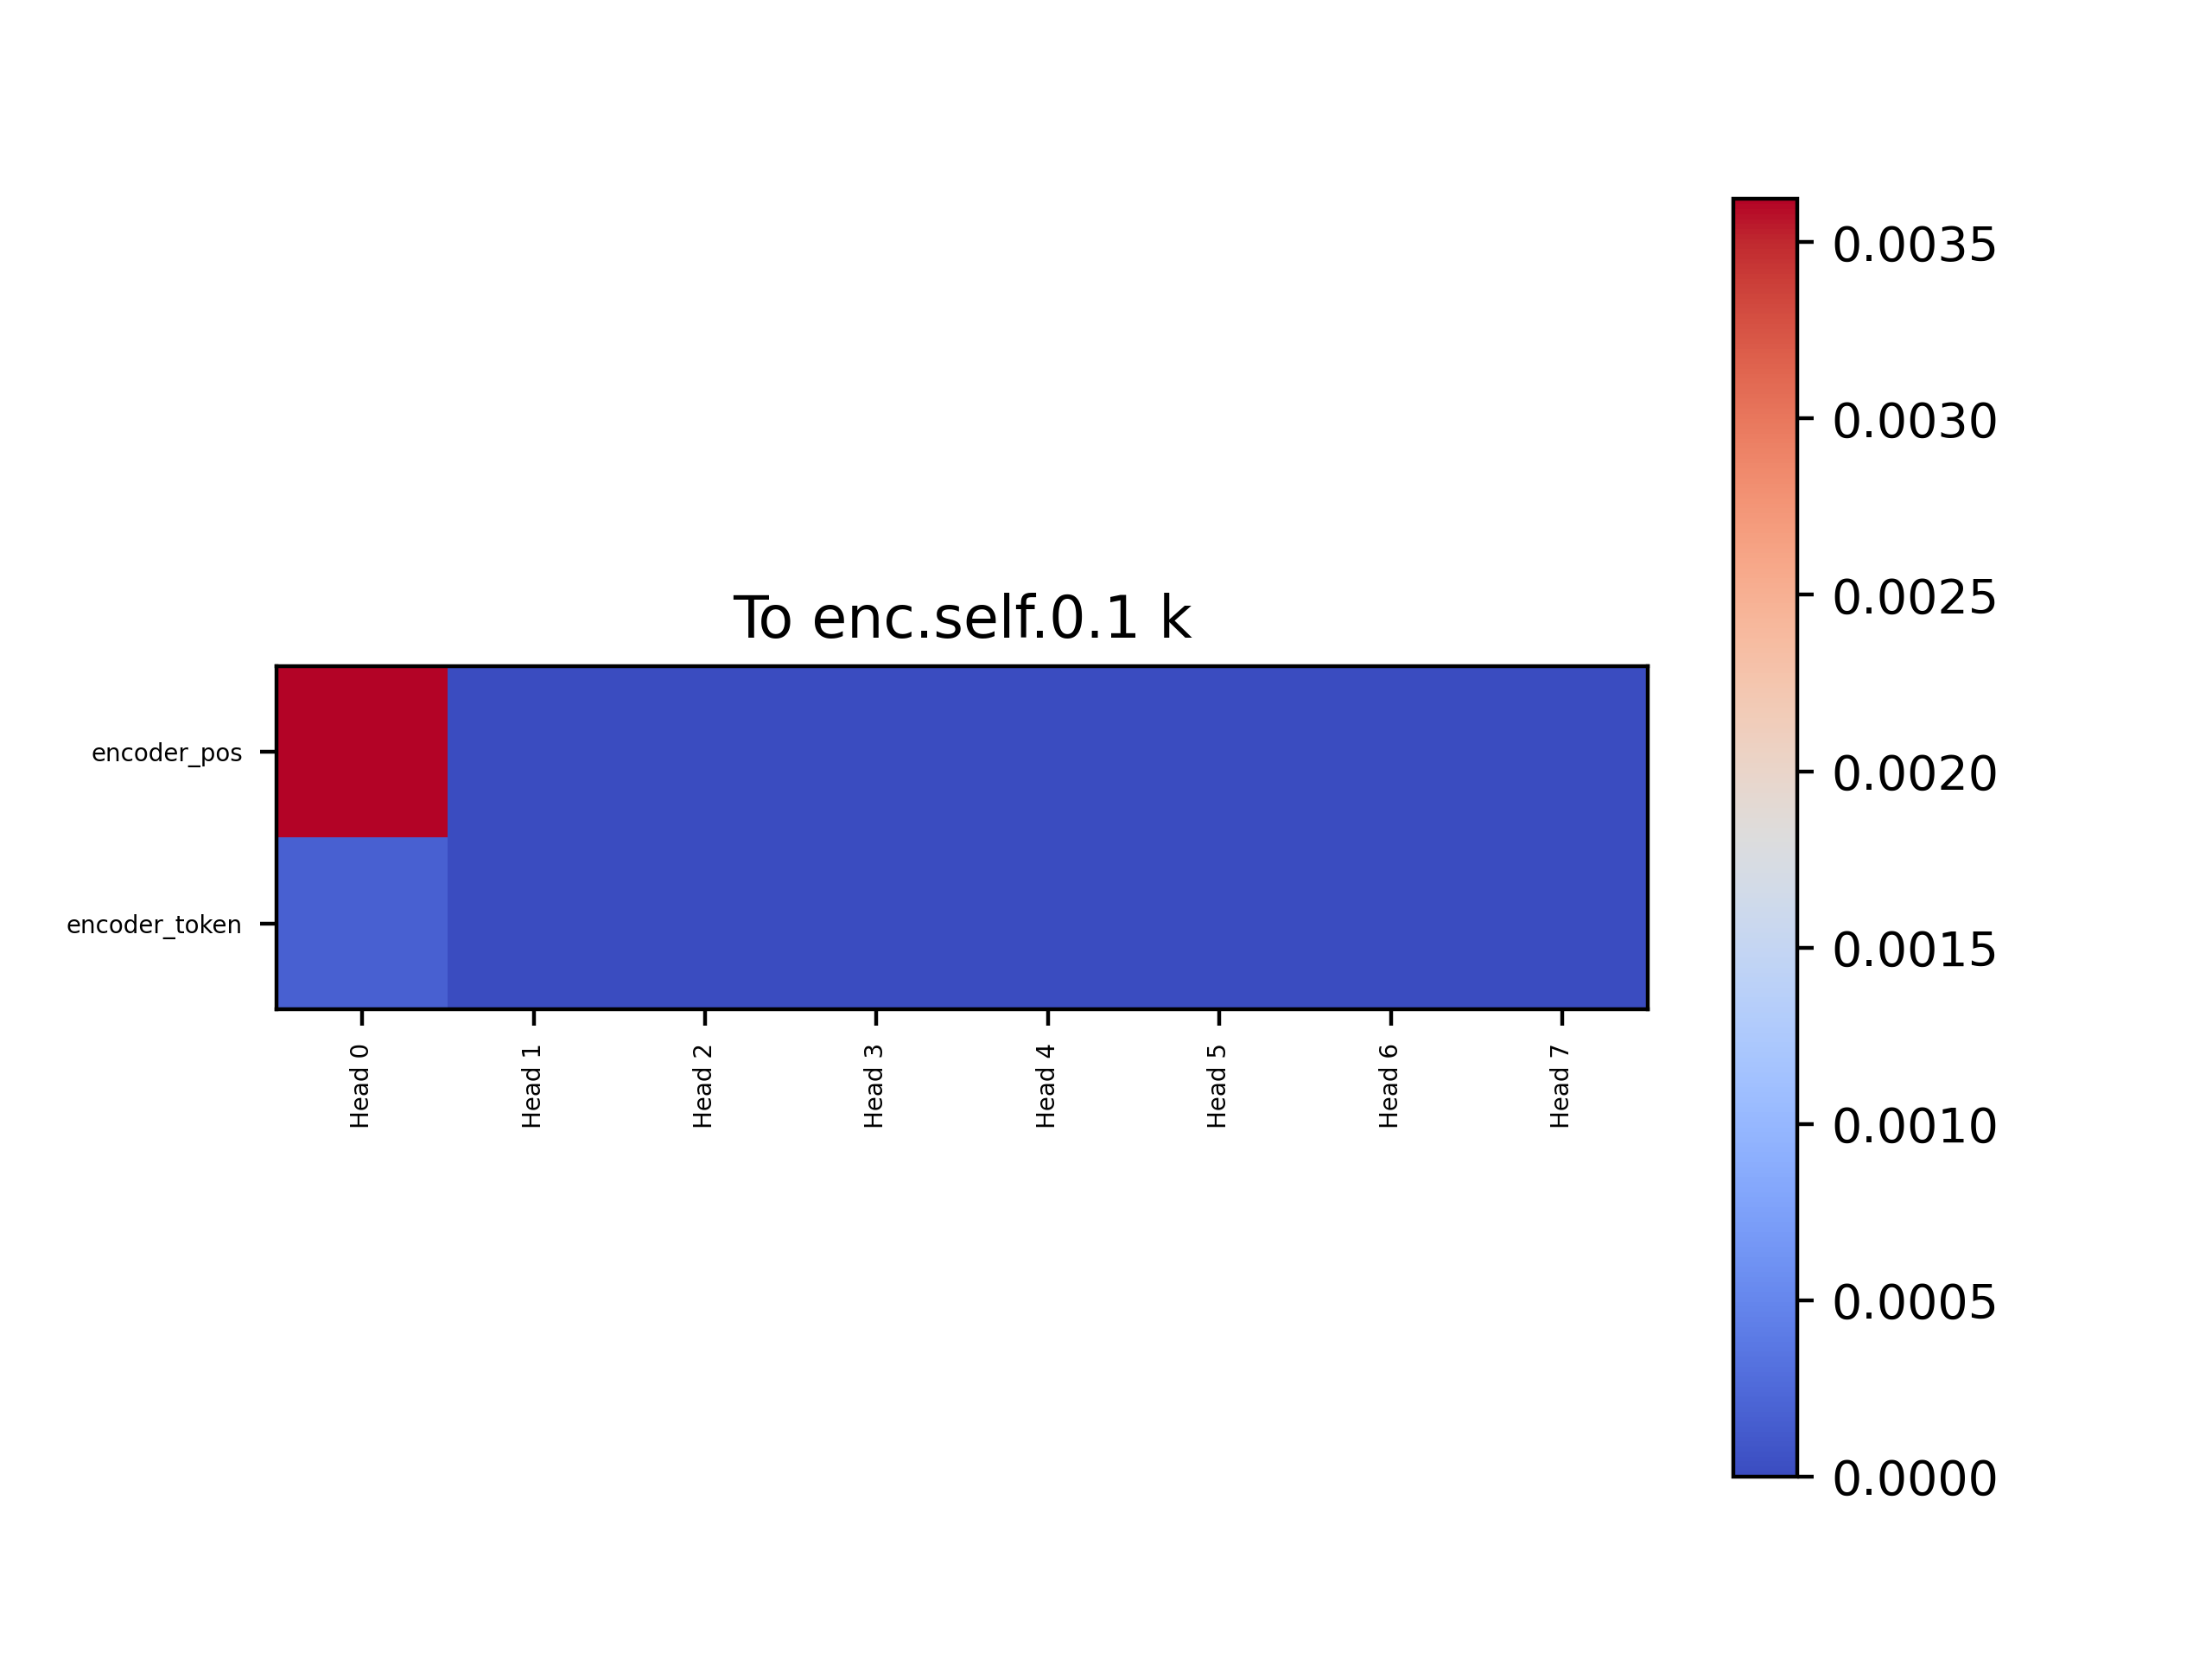 To enc.self.0.1 k
encoder_pos
encoder_token
Head 0
Head 1
Head 2
Head 3
Head 4
Head 5
Head 6
Head 7
0.0035
0.0030
0.0025
0.0020
0.0015
0.0010
0.0005
0.0000